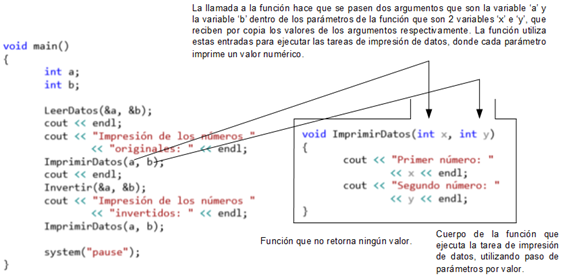 La llamada a la función hace que se pasen dos argumentos que son la variable 'a' y
la variable 'b' dentro de los parámetros de la función que son 2 variables 'x' e 'y', que
reciben por copia los valores de los argumentos respectivamente. La función utiliza
estas entradas para ejecutar las tareas de impresión de datos, donde cada parámetro
imprime un valor numérico.
void main()
{
int a;
int b;
LeerDatos(&a, &b);
cout << endl;
cout << "Impresión de los números "
<< "originales: " << endl;
ImprimirDatos(a, b);
cout << endl;
Invertir(&a, &b);
cout << "Impresión de los números "
<< "invertidos: " << endl;
ImprimirDatos(a, b);
system("pause");
}
void ImprimirDatos(int x, int y)
{
cout << "Primer número: "
<< x << endl;
cout << "Segundo número: "
<< y << endl;
}
Función que no retorna ningún valor.
Cuerpo de la función que
ejecuta la tarea de impresión
de datos, utilizando paso de
parámetros por valor.